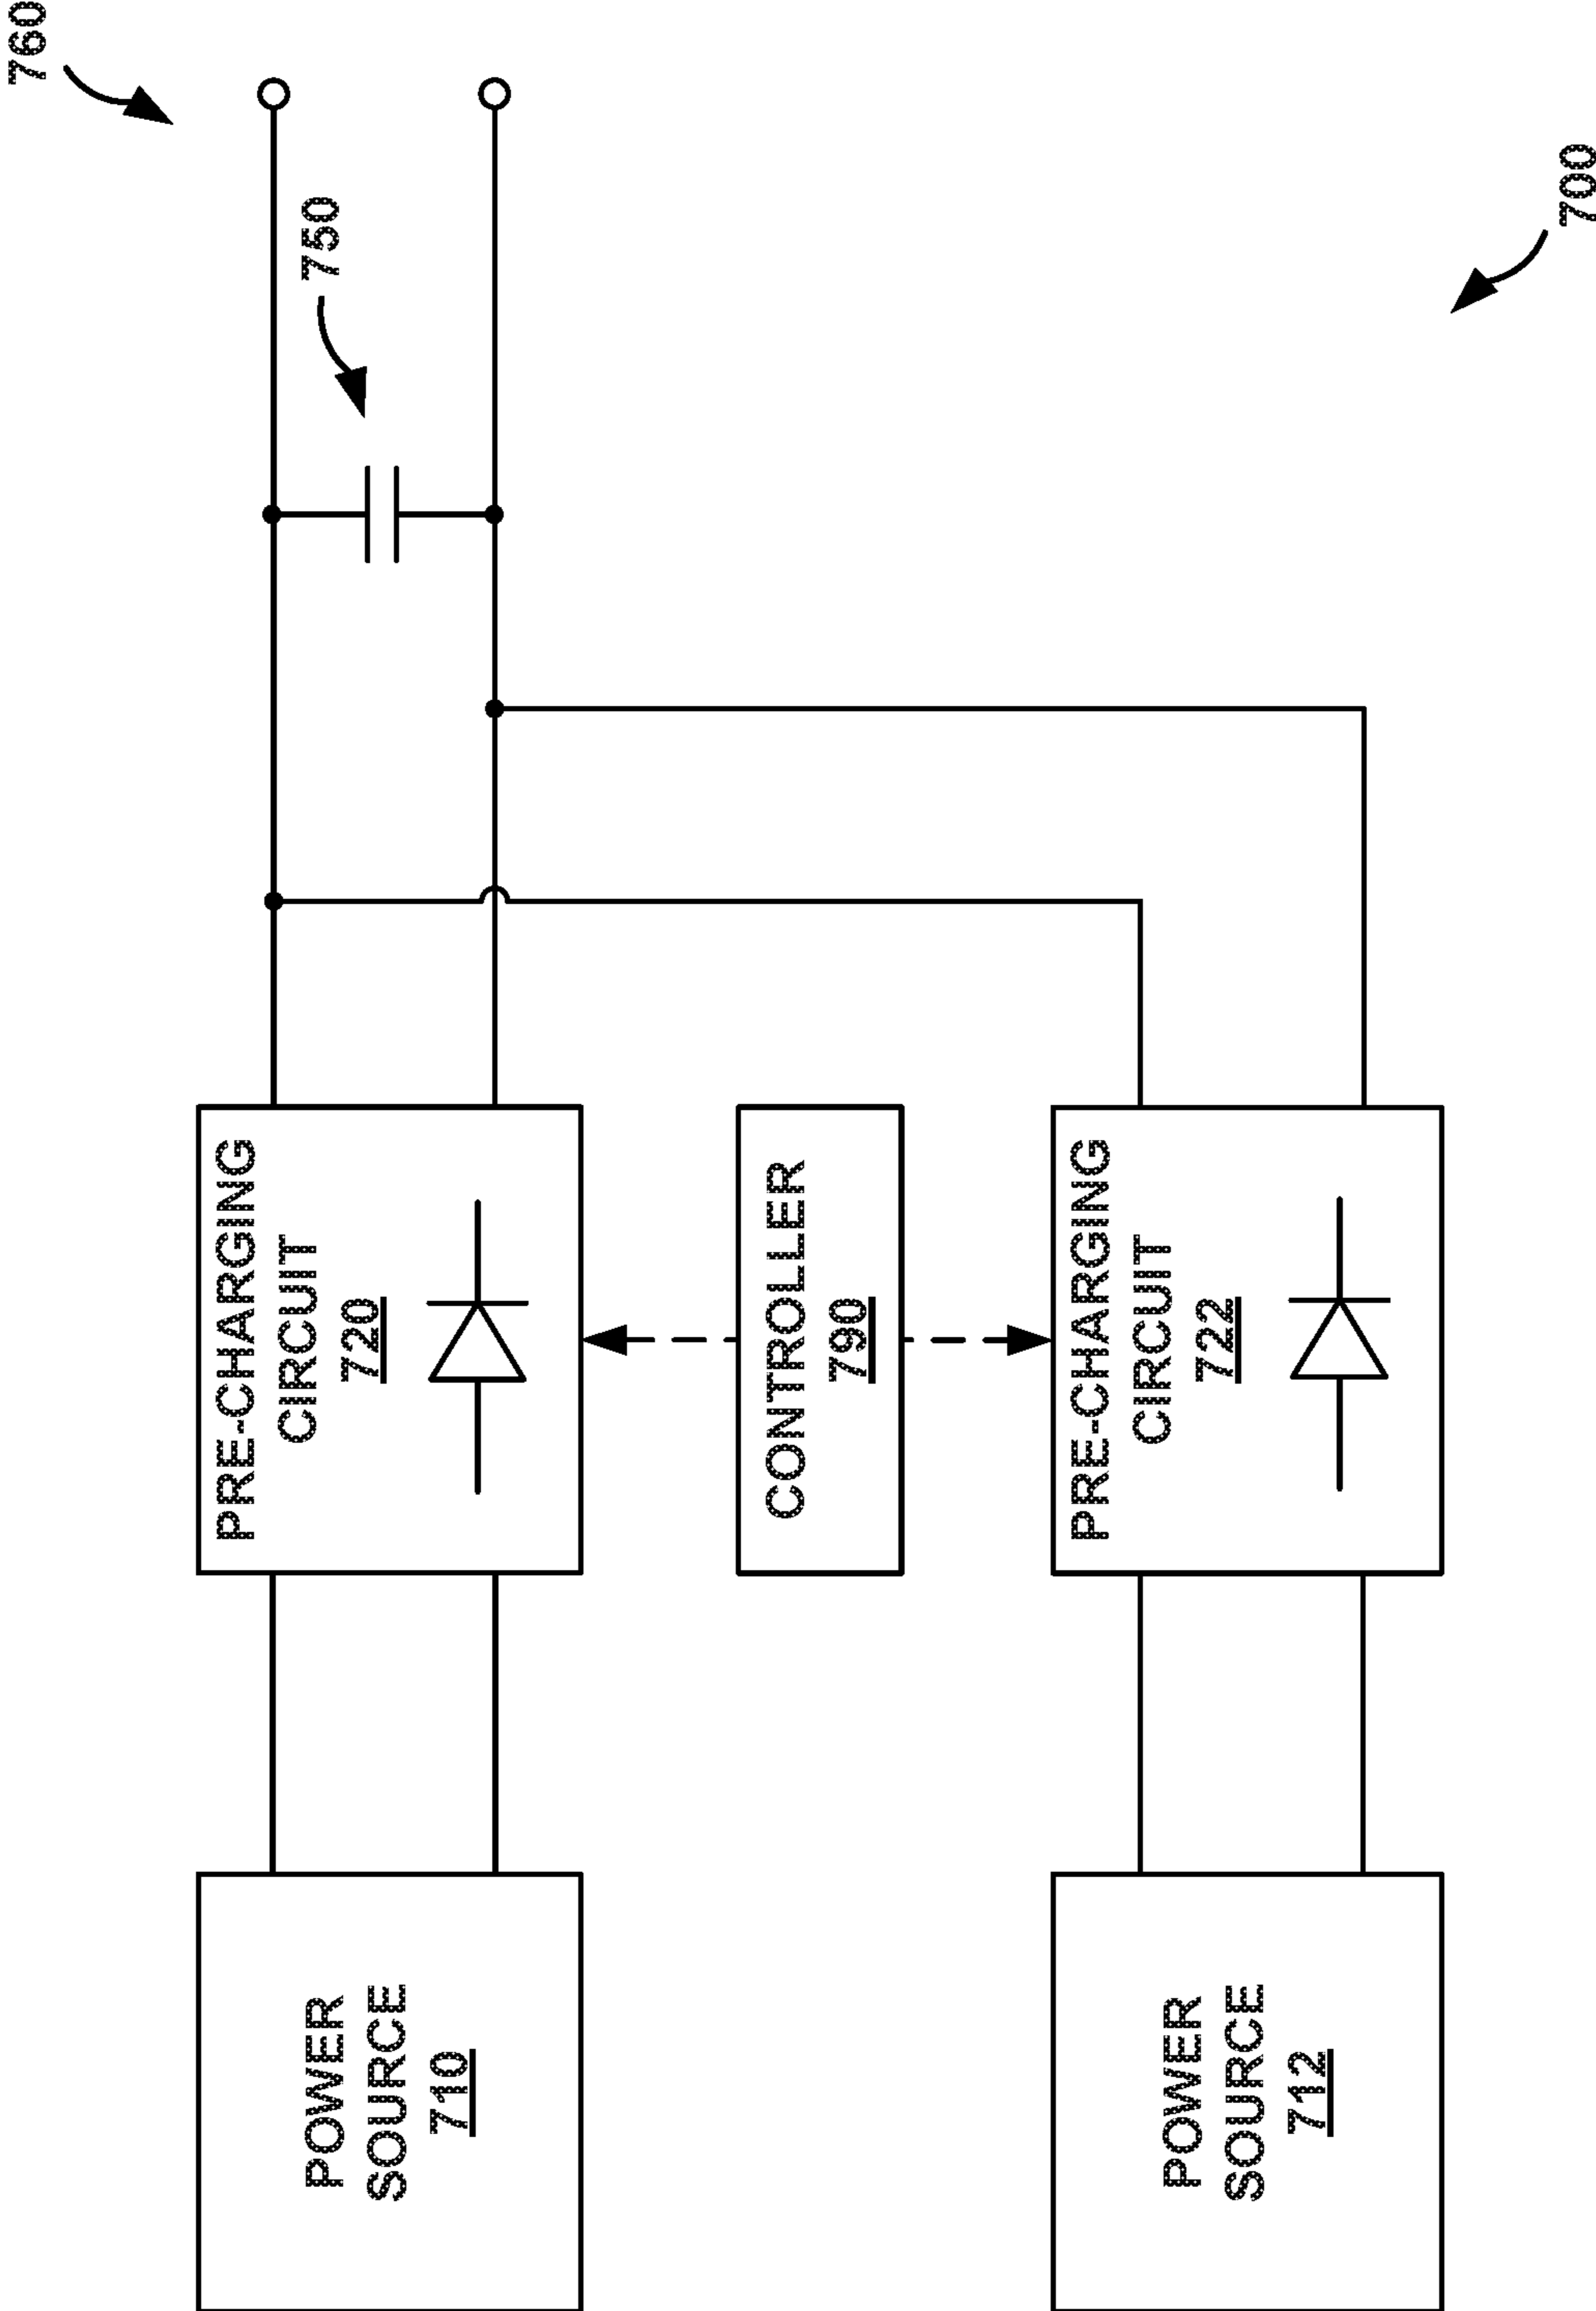 760
750
700
PRE-CHARGING
CIRCUIT
720
CONTROLLER
790
PRE-CHARGING
CIRCUIT
722
POWER
SOURCE
710
POWER
SOURCE
712